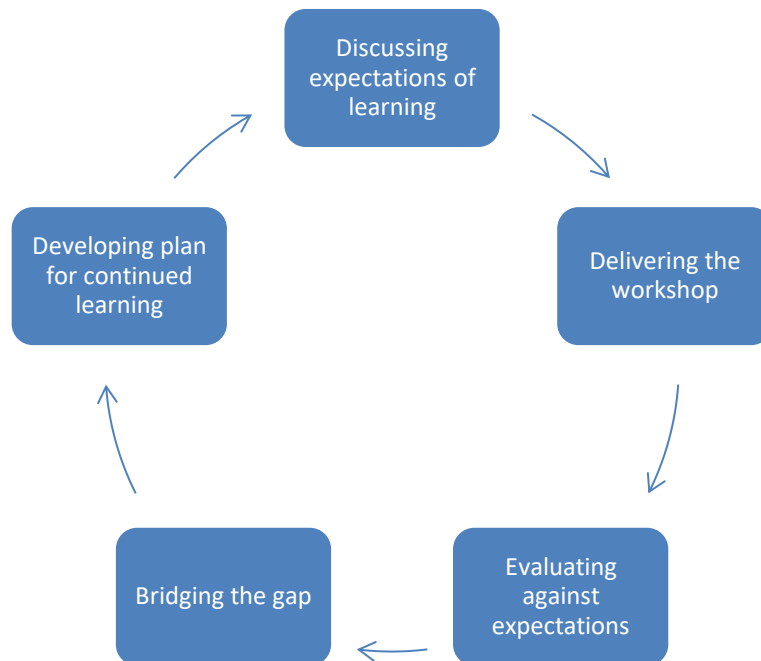 Discussing
expectations of
learning
Delivering the
workshop
Evaluating
against
expectations
Bridging the gap
Developing plan
for continued
learning